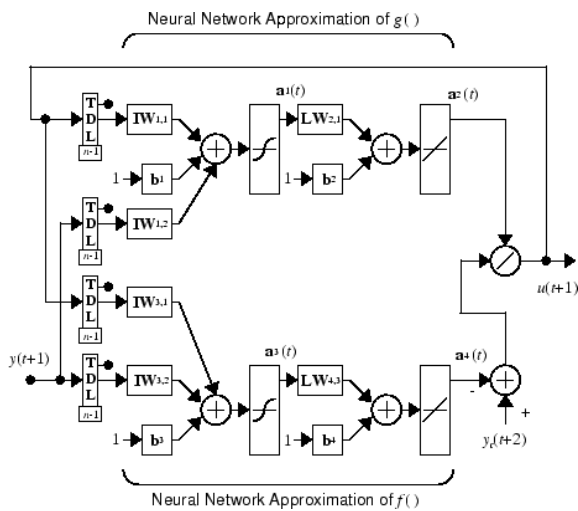 Neural Network Approximation of g ( )
a¹(t) a²(t)
T D L n-1 IW1,1 LW2,1
1 b¹ 1 b²
T D L n-1 IW1,2
u(t+1)
T D L n-1 IW3,1
y(t+1) a³(t) a⁴(t)
T D L n-1 IW3,2 LW4,3
- +
1 b³ 1 b⁴ yr(t+2)
Neural Network Approximation of f ( )